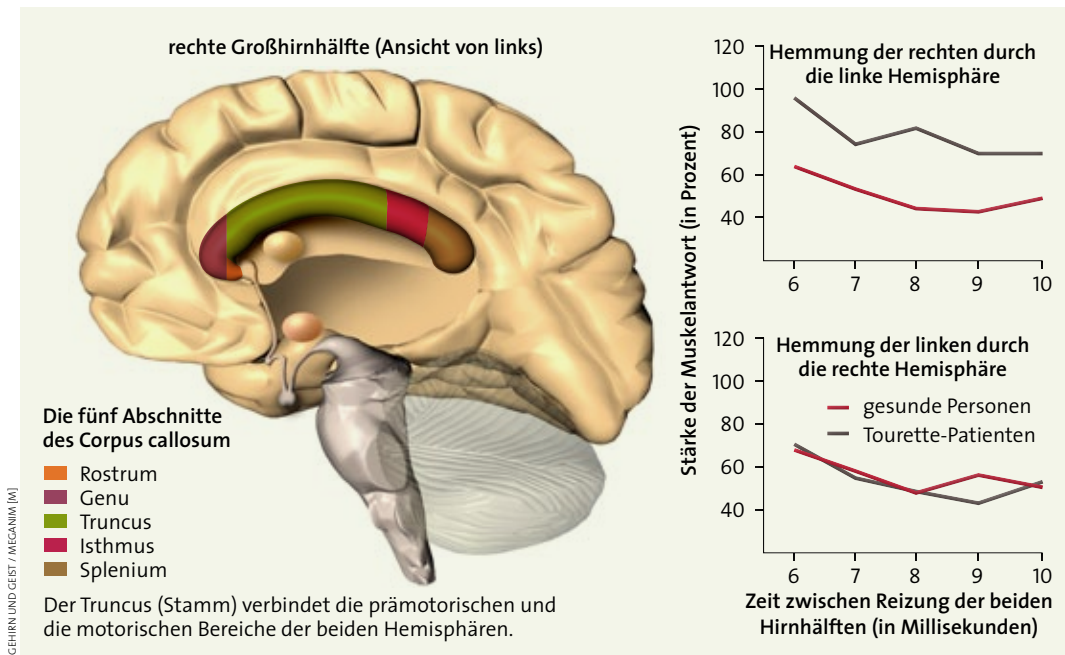 rechte Großhirnhälfte (Ansicht von links)
Die fünf Abschnitte
des Corpus callosum
Rostrum
Genu
Truncus
Isthmus
Splenium
Der Truncus (Stamm) verbindet die prämotorischen und
die motorischen Bereiche der beiden Hemisphären.
GEHIRN UND GEIST / MEGANIM [M]
Stärke der Muskelantwort (in Prozent)
Hemmung der rechten durch
die linke Hemisphäre
120
100
80
60
40
6 7 8 9 10
Hemmung der linken durch
die rechte Hemisphäre
gesunde Personen
Tourette-Patienten
120
100
80
60
40
6 7 8 9 10
Zeit zwischen Reizung der beiden
Hirnhälften (in Millisekunden)